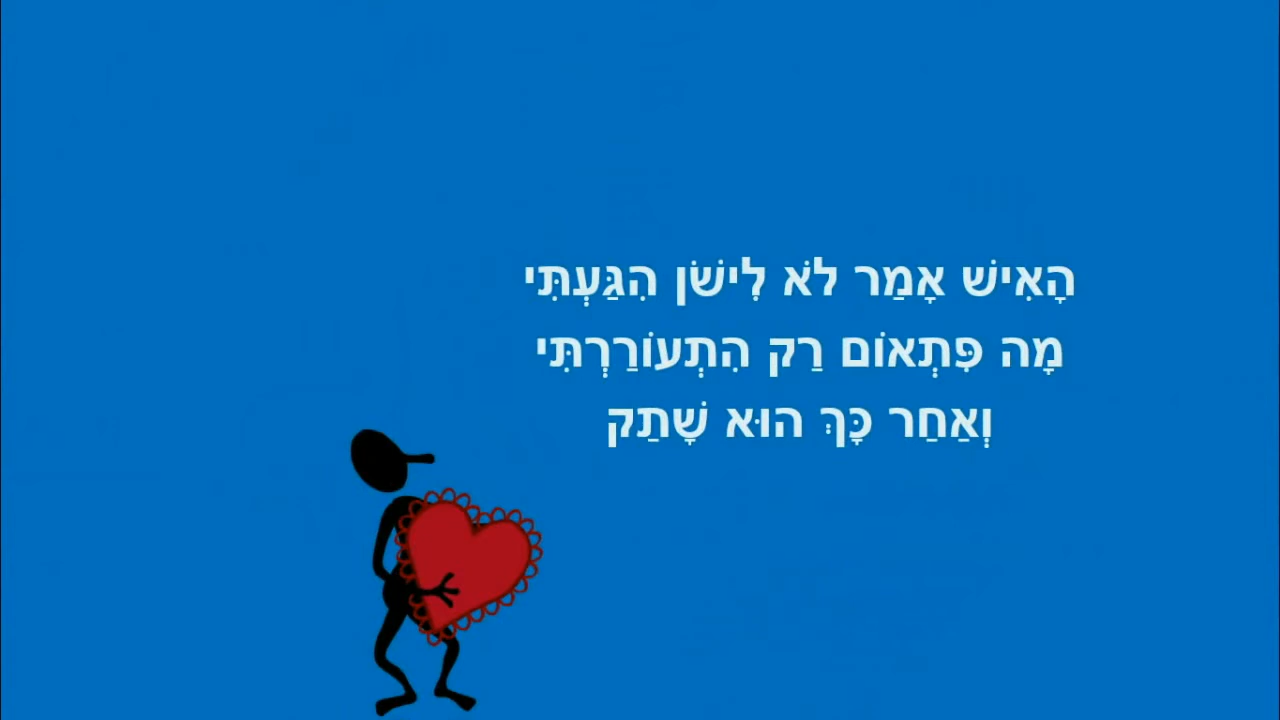 הָאִישׁ אָמַר לֹא לִישֹׁן הִגַּעְתִּי
מָה פִּתְאוֹם רַק הִתְעוֹרַרְתִּי
וְאַחַר כָּךְ הוּא שָׁתַק